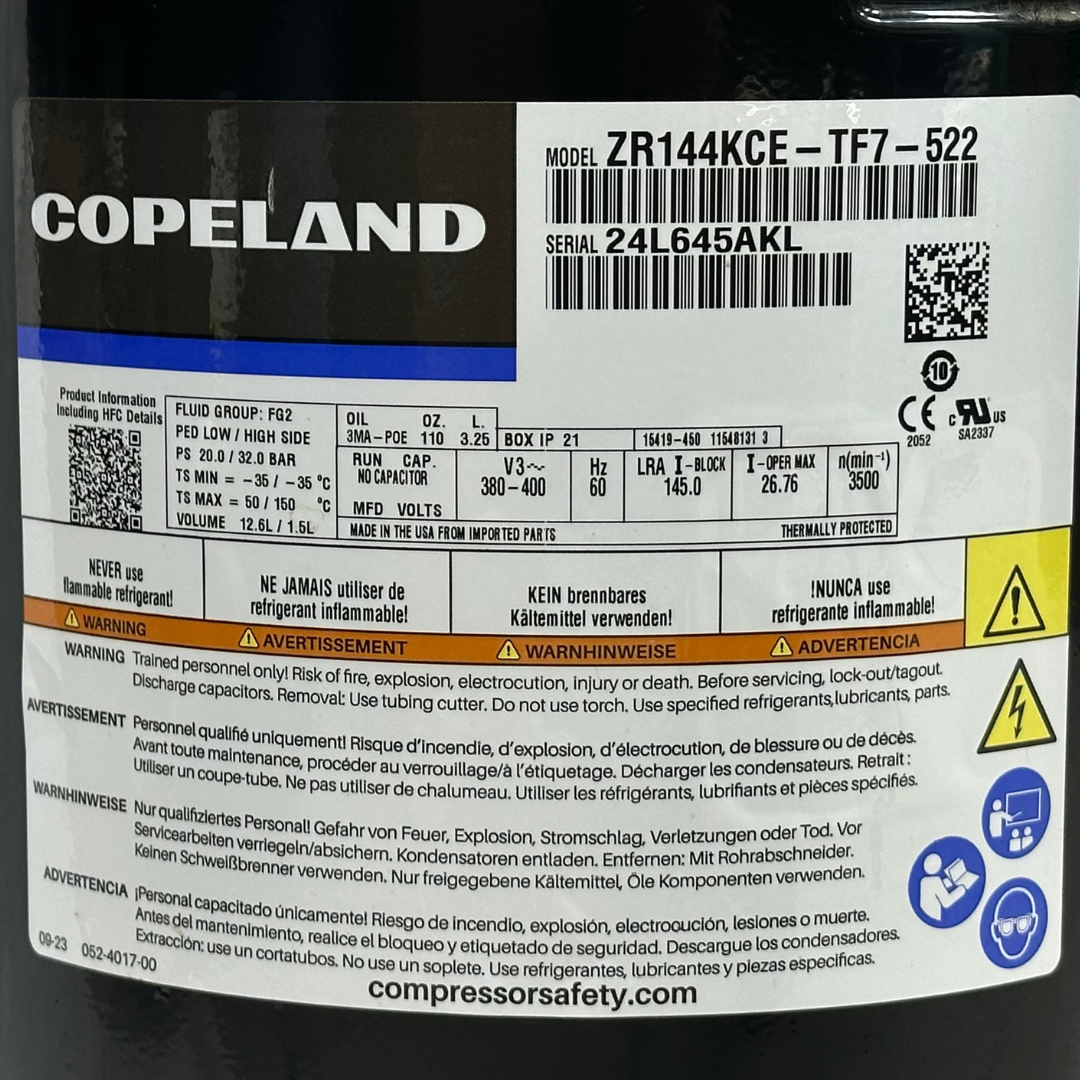 COPELAND
MODEL ZR144KCE – TF7 – 522
SERIAL 24L645AKL
10
CE
2052
c RU US
SA2337
Product Information
Including HFC Details
FLUID GROUP: FG2
PED LOW / HIGH SIDE
PS 20.0 / 32.0 BAR
TS MIN = –35 / –35 °C
TS MAX = 50 / 150 °C
VOLUME 12.6L / 1.5L
OIL OZ. L.
3MA–POE 110 3.25
BOX IP 21
15419-450 11548131 3
RUN CAP.
NO CAPACITOR
MFD VOLTS
V3~
380–400
Hz
60
LRA I-BLOCK
145.0
I-OPER MAX
26.76
n(min⁻¹)
3500
MADE IN THE USA FROM IMPORTED PARTS
THERMALLY PROTECTED
NEVER use
flammable refrigerant!
NE JAMAIS utiliser de
refrigerant inflammable!
KEIN brennbares
Kältemittel verwenden!
!NUNCA use
refrigerante inflammable!
WARNING
AVERTISSEMENT
WARNHINWEISE
ADVERTENCIA
WARNING Trained personnel only! Risk of fire, explosion, electrocution, injury or death. Before servicing, lock-out/tagout.
Discharge capacitors. Removal: Use tubing cutter. Do not use torch. Use specified refrigerants,lubricants, parts.
AVERTISSEMENT Personnel qualifié uniquement! Risque d'incendie, d'explosion, d'électrocution, de blessure ou de décès.
Avant toute maintenance, procéder au verrouillage/à l'étiquetage. Décharger les condensateurs. Retrait :
Utiliser un coupe-tube. Ne pas utiliser de chalumeau. Utiliser les réfrigérants, lubrifiants et pièces spécifiés.
WARNHINWEISE Nur qualifiziertes Personal! Gefahr von Feuer, Explosion, Stromschlag, Verletzungen oder Tod. Vor
Servicearbeiten verriegeln/absichern. Kondensatoren entladen. Entfernen: Mit Rohrabschneider.
Keinen Schweißbrenner verwenden. Nur freigegebene Kältemittel, Öle Komponenten verwenden.
ADVERTENCIA ¡Personal capacitado únicamente! Riesgo de incendio, explosión, electrocución, lesiones o muerte.
Antes del mantenimiento, realice el bloqueo y etiquetado de seguridad. Descargue los condensadores.
Extracción: use un cortatubos. No use un soplete. Use refrigerantes, lubricantes y piezas especificas.
09-23 052-4017-00
compressorsafety.com